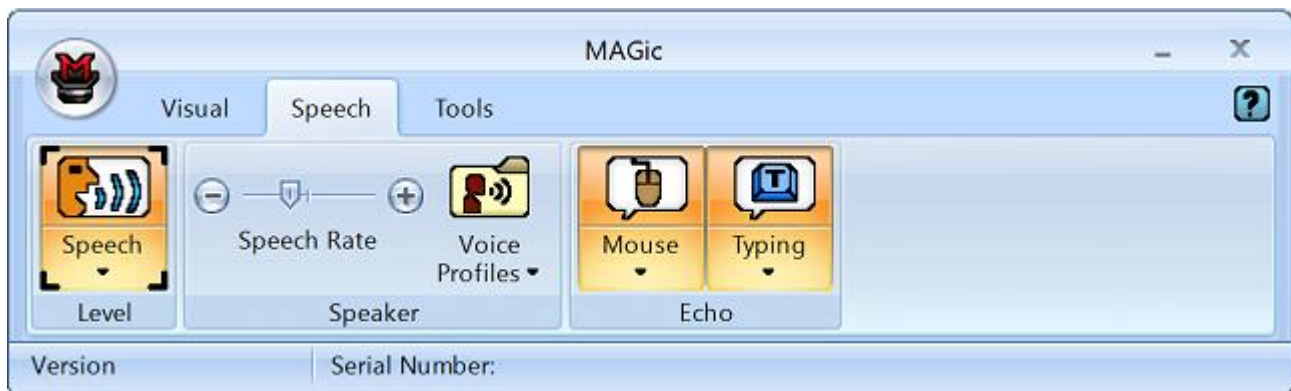 MAGic
Visual Speech Tools
Speech
Speech Rate
Voice
Profiles
Mouse
T
Typing
Level
Speaker
Echo
Version
Serial Number: